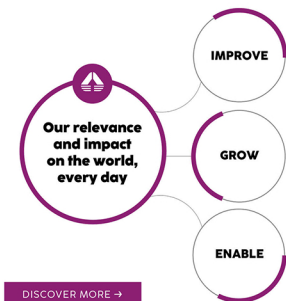 IMPROVE
Our relevance
and impact
on the world,
every day
GROW
ENABLE
DISCOVER MORE →